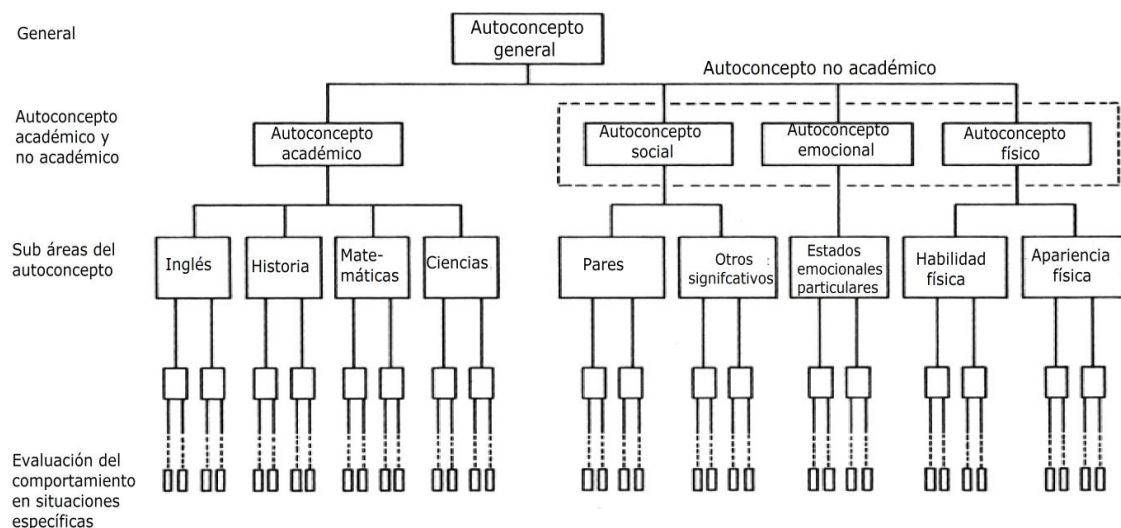 General
Autoconcepto
general
Autoconcepto no académico
Autoconcepto
académico y
no académico
Autoconcepto
académico
Autoconcepto
social
Autoconcepto
emocional
Autoconcepto
físico
Sub áreas del
autoconcepto
Inglés
Historia
Mate-
máticas
Ciencias
Pares
Otros
signifcativos
Estados
emocionales
particulares
Habilidad
física
Apariencia
física
Evaluación del
comportamiento
en situaciones
específicas